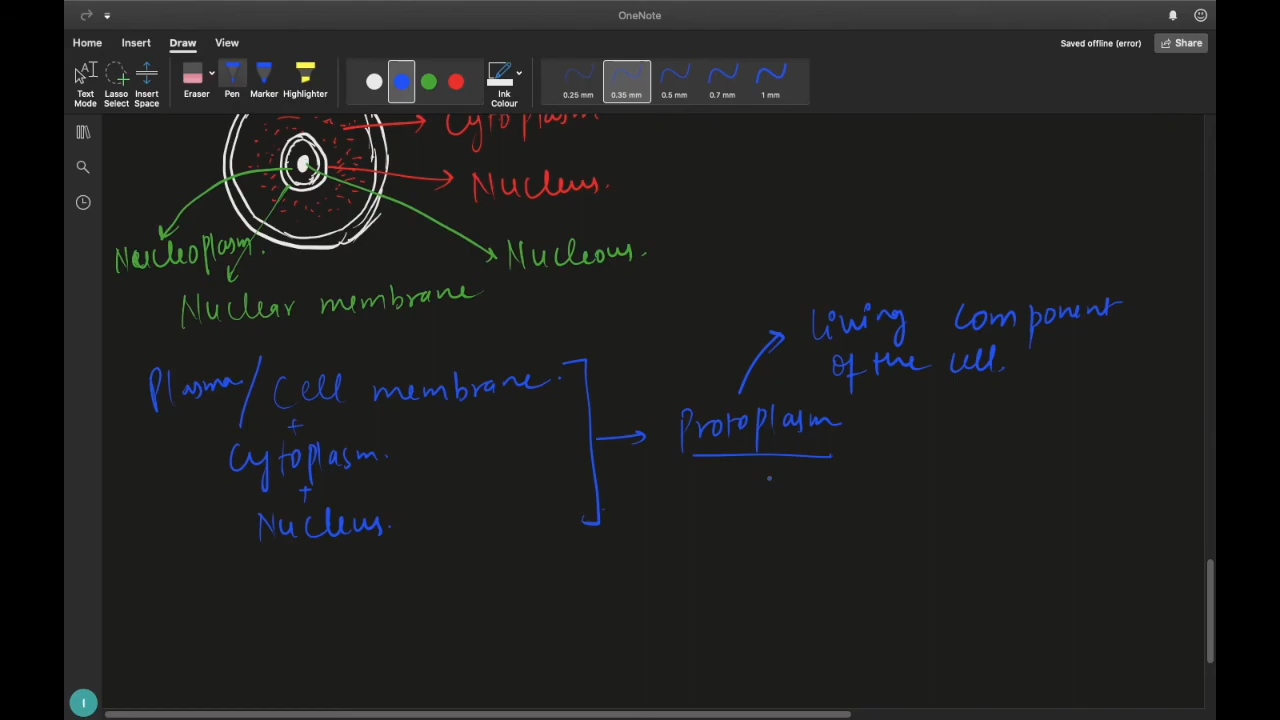 OneNote
Home Insert Draw View
Saved offline (error) Share
Text Mode
Lasso Select
Insert Space
Eraser
Pen
Marker
Highlighter
Ink Colour
0.25 mm 0.35 mm 0.5 mm 0.7 mm 1 mm
Cytoplasm
Nucleus.
Nucleoplasm.
Nucleous.
Nuclear membrane
Living component
of the cell.
Plasma/ Cell membrane.
+
Cytoplasm.
+
Nucleus.
Protoplasm
I